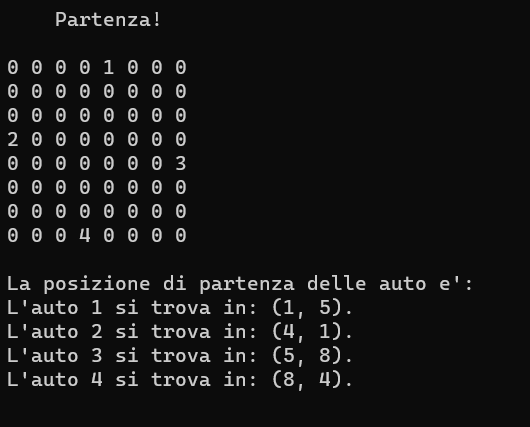 Partenza!
0 0 0 0 1 0 0 0
0 0 0 0 0 0 0 0
0 0 0 0 0 0 0 0
2 0 0 0 0 0 0 0
0 0 0 0 0 0 0 3
0 0 0 0 0 0 0 0
0 0 0 0 0 0 0 0
0 0 0 4 0 0 0 0
La posizione di partenza delle auto e':
L'auto 1 si trova in: (1, 5).
L'auto 2 si trova in: (4, 1).
L'auto 3 si trova in: (5, 8).
L'auto 4 si trova in: (8, 4).